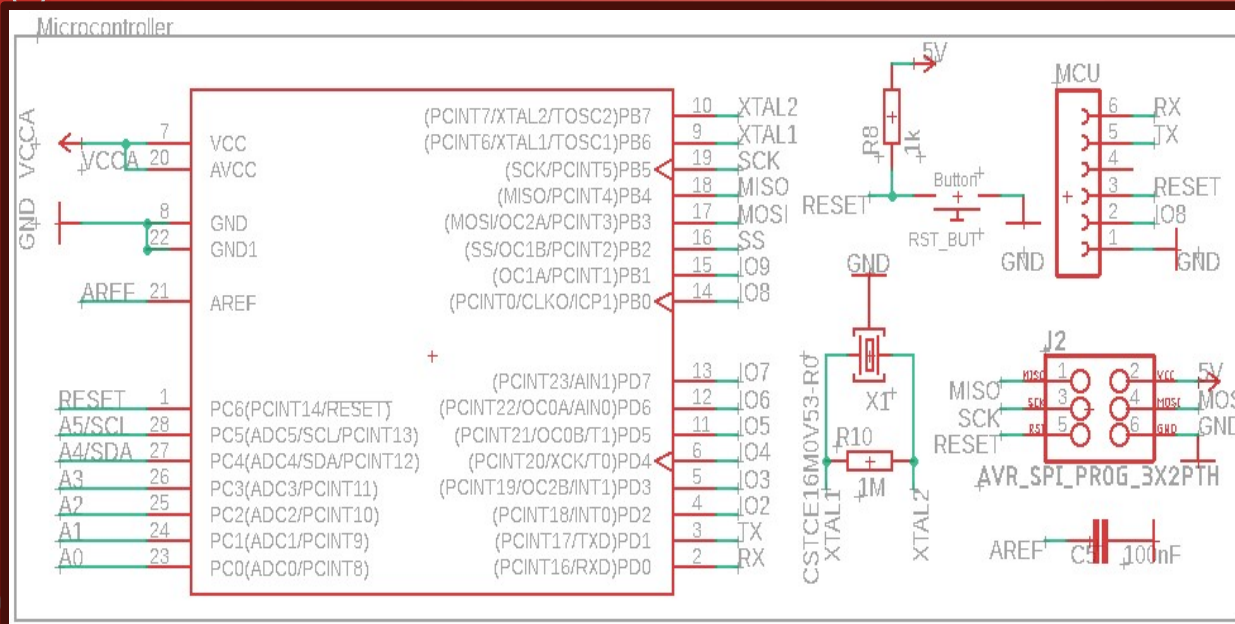 Microcontroller
GND VCCA
VCCA
7 VCC
20 AVCC
8 GND
22 GND1
AREF 21 AREF
RESET 1 PC6(PCINT14/RESET)
A5/SCL 28 PC5(ADC5/SCL/PCINT13)
A4/SDA 27 PC4(ADC4/SDA/PCINT12)
A3 26 PC3(ADC3/PCINT11)
A2 25 PC2(ADC2/PCINT10)
A1 24 PC1(ADC1/PCINT9)
A0 23 PC0(ADC0/PCINT8)
(PCINT7/XTAL2/TOSC2)PB7 10 XTAL2
(PCINT6/XTAL1/TOSC1)PB6 9 XTAL1
(SCK/PCINT5)PB5 19 SCK
(MISO/PCINT4)PB4 18 MISO
(MOSI/OC2A/PCINT3)PB3 17 MOSI
(SS/OC1B/PCINT2)PB2 16 SS
(OC1A/PCINT1)PB1 15 IO9
(PCINT0/CLKO/ICP1)PB0 14 IO8
(PCINT23/AIN1)PD7 13 IO7
(PCINT22/OC0A/AIN0)PD6 12 IO6
(PCINT21/OC0B/T1)PD5 11 IO5
(PCINT20/XCK/T0)PD4 6 IO4
(PCINT19/OC2B/INT1)PD3 5 IO3
(PCINT18/INT0)PD2 4 IO2
(PCINT17/TXD)PD1 3 TX
(PCINT16/RXD)PD0 2 RX
5V
R8
1k
RESET
Button
RST_BUT
GND
MCU
6 RX
5 TX
4
3 RESET
2 IO8
1
GND
GND
X1
CSTCE16M0V53-R0
R10
1M
XTAL1
XTAL2
J2
MISO MISO 1 2 VCC 5V
SCK SCK 3 4 MOSI MOS
RESET RST 5 6 GND GND
AVR_SPI_PROG_3X2PTH
AREF C5 100nF